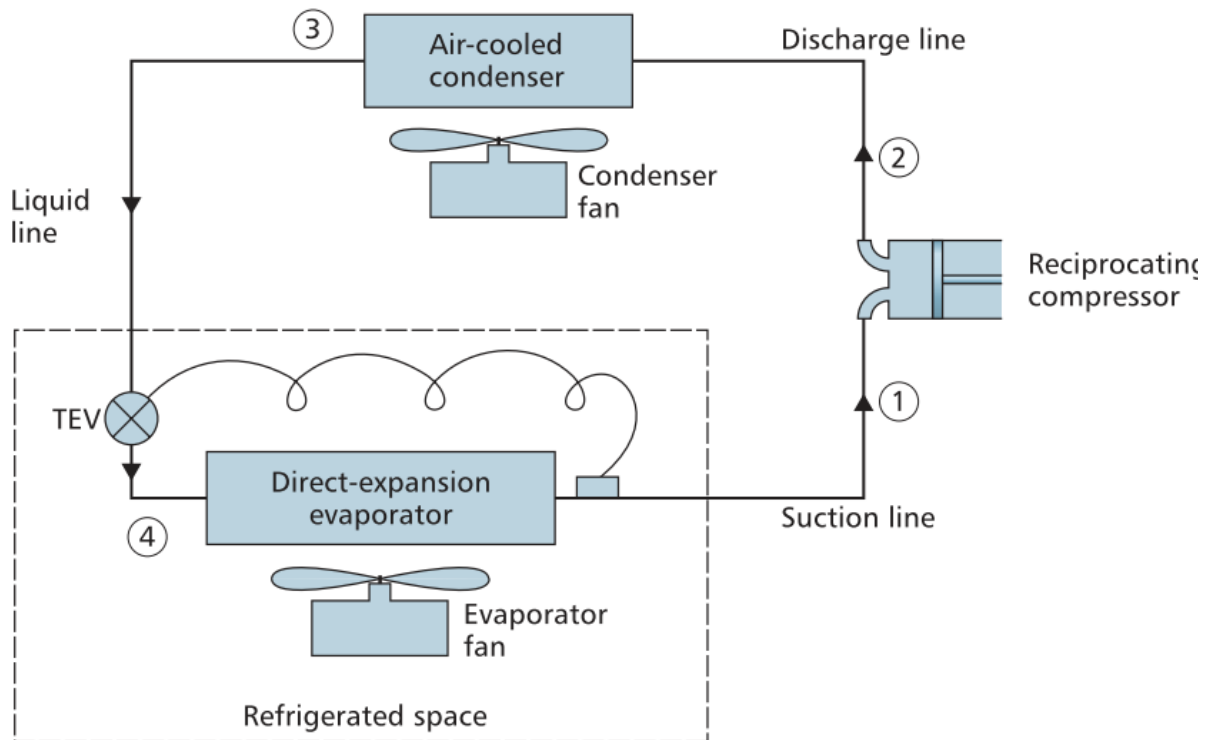 ③
Air-cooled
condenser
Discharge line
②
Condenser
fan
Liquid
line
Reciprocating
compressor
TEV
①
Direct-expansion
evaporator
Suction line
④
Evaporator
fan
Refrigerated space